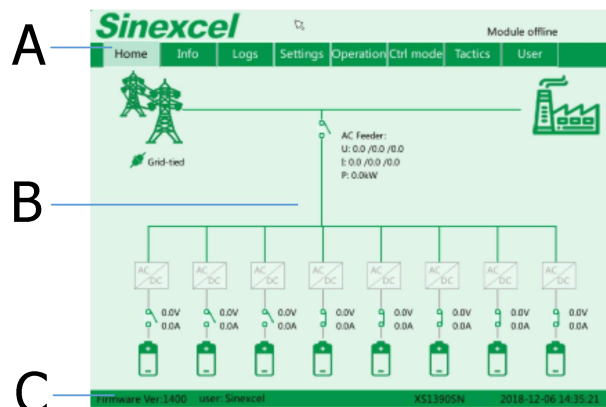 A
Sinexcel
Module offline
Home Info Logs Settings Operation Ctrl mode Tactics User
AC Feeder:
U: 0.0 /0.0 /0.0
I: 0.0 /0.0 /0.0
P: 0.0kW
Grid-tied
B
AC DC AC DC AC DC AC DC AC DC AC DC AC DC AC DC
0.0V 0.0V 0.0V 0.0V 0.0V 0.0V 0.0V 0.0V
0.0A 0.0A 0.0A 0.0A 0.0A 0.0A 0.0A 0.0A
C
Firmware Ver:1400 user: Sinexcel XS1390SN 2018-12-06 14:35:21